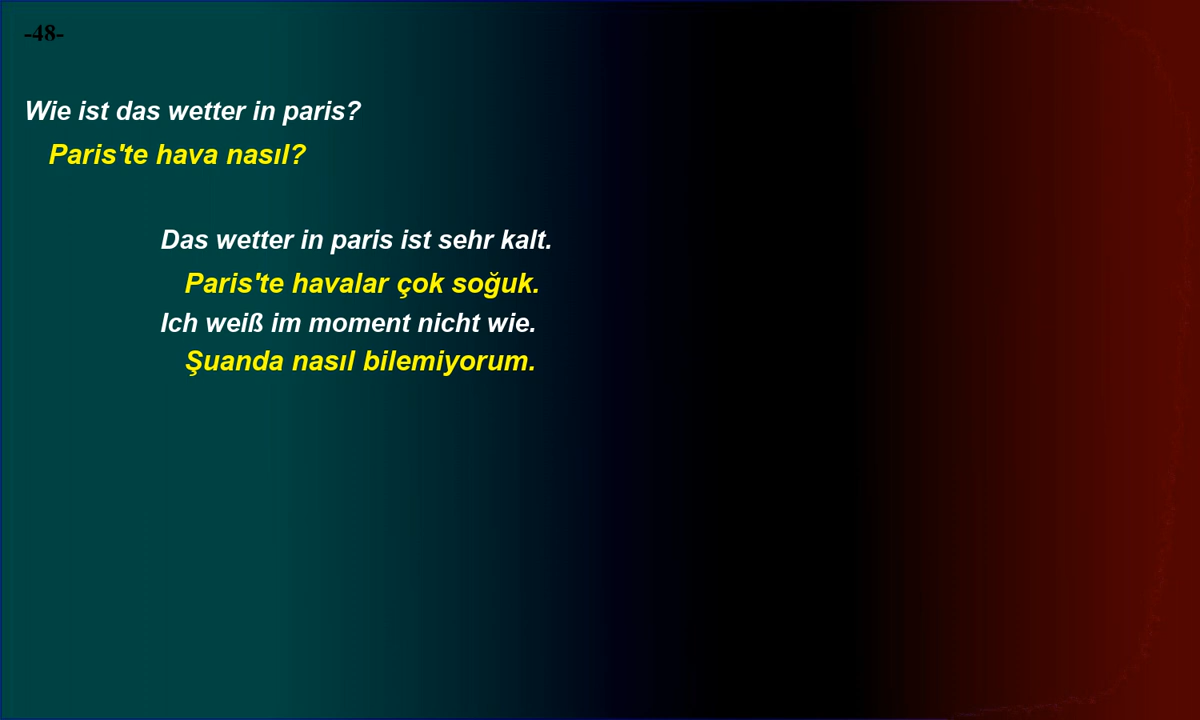 -48-
Wie ist das wetter in paris?
Paris'te hava nasıl?
Das wetter in paris ist sehr kalt.
Paris'te havalar çok soğuk.
Ich weiß im moment nicht wie.
Şuanda nasıl bilemiyorum.